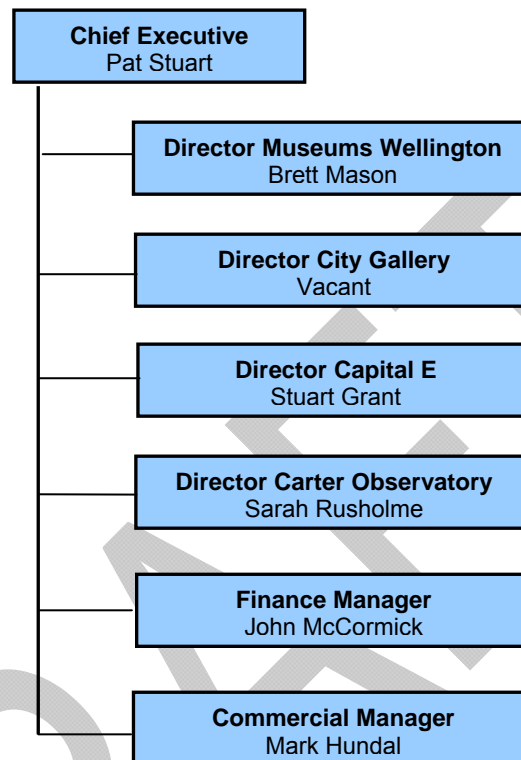 Chief Executive
Pat Stuart
Director Museums Wellington
Brett Mason
Director City Gallery
Vacant
Director Capital E
Stuart Grant
Director Carter Observatory
Sarah Rusholme
Finance Manager
John McCormick
Commercial Manager
Mark Hundal